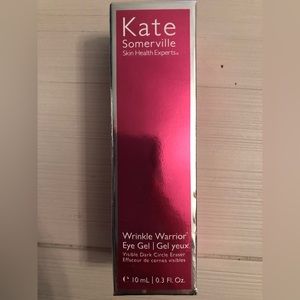 Kate
Somerville
Skin Health Experts®
Wrinkle Warrior®
Eye Gel | Gel yeux
Visible Dark Circle Eraser
Effaceur de cernes visibles
℮ 10 mL | 0.3 Fl. Oz.